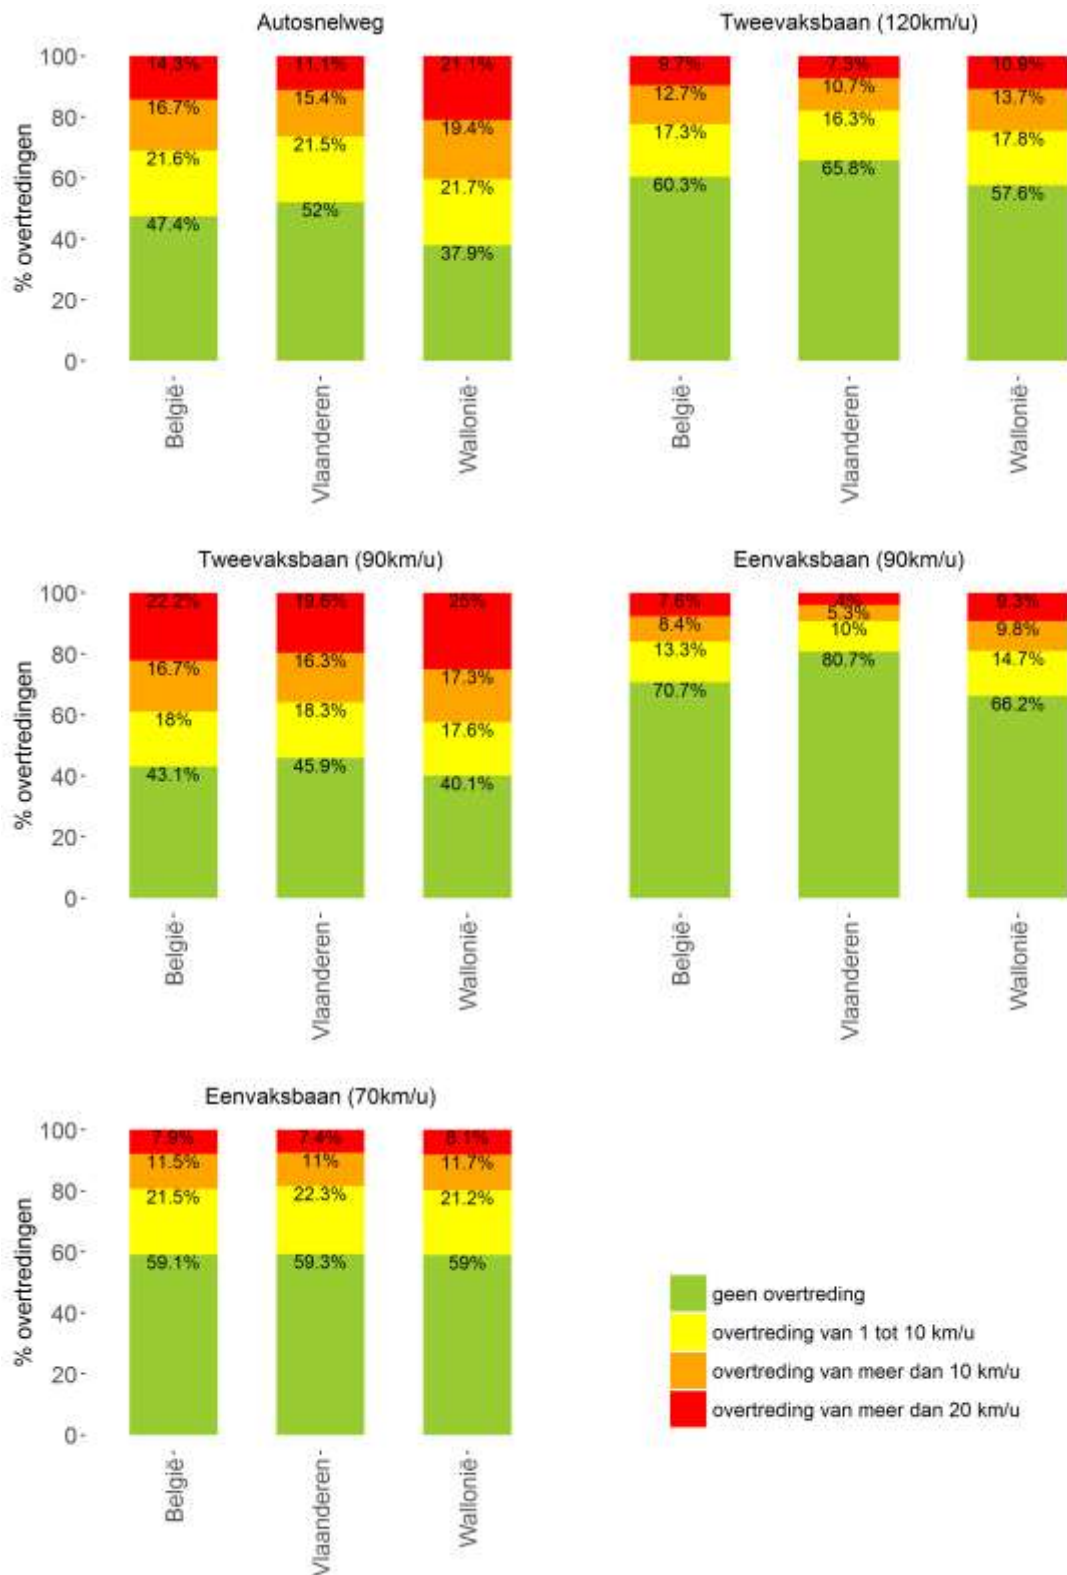 Autosnelweg
% overtredingen
100
80
60
40
20
0
14.3%
11.1%
21.1%
16.7%
15.4%
19.4%
21.6%
21.5%
21.7%
47.4%
52%
37.9%
België
Vlaanderen
Wallonië
Tweevaksbaan (120km/u)
9.7%
7.3%
10.9%
12.7%
10.7%
13.7%
17.3%
16.3%
17.8%
60.3%
65.8%
57.6%
België
Vlaanderen
Wallonië
Tweevaksbaan (90km/u)
% overtredingen
100
80
60
40
20
0
22.2%
19.6%
25%
16.7%
16.3%
17.3%
18%
18.3%
17.6%
43.1%
45.9%
40.1%
België
Vlaanderen
Wallonië
Eenvaksbaan (90km/u)
7.6%
4%
9.3%
8.4%
5.3%
9.8%
13.3%
10%
14.7%
70.7%
80.7%
66.2%
België
Vlaanderen
Wallonië
Eenvaksbaan (70km/u)
% overtredingen
100
80
60
40
20
0
7.9%
7.4%
8.1%
11.5%
11%
11.7%
21.5%
22.3%
21.2%
59.1%
59.3%
59%
België
Vlaanderen
Wallonië
geen overtreding
overtreding van 1 tot 10 km/u
overtreding van meer dan 10 km/u
overtreding van meer dan 20 km/u